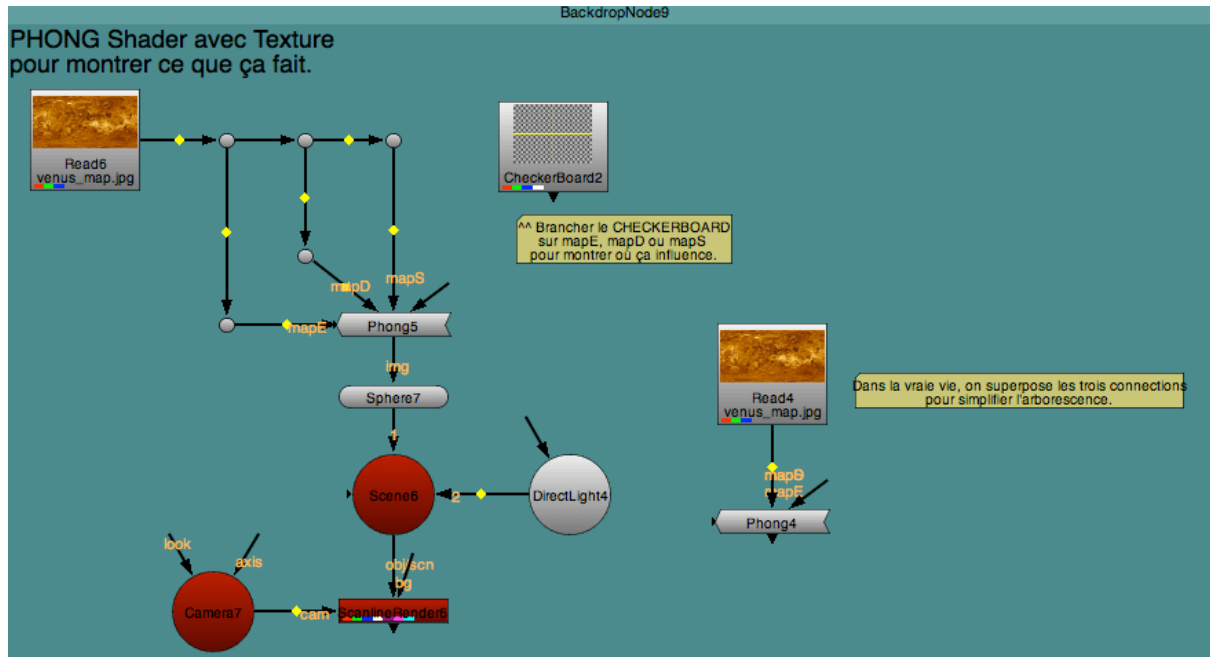 BackdropNode9
PHONG Shader avec Texture
pour montrer ce que ça fait.
Read6
venus_map.jpg
CheckerBoard2
^^ Brancher le CHECKERBOARD
sur mapE, mapD ou mapS
pour montrer où ça influence.
mapD
mapS
mapE
Phong5
img
Sphere7
1
Scene6
2
DirectLight4
look
axis
obj/scn
bg
Camera7
cam
ScanlineRender6
Read4
venus_map.jpg
Dans la vraie vie, on superpose les trois connections
pour simplifier l'arborescence.
mapE
Phong4